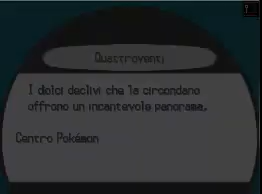 Quattroventi
I dolci declivi che la circondano
offrono un incantevole panorama.
Centro Pokémon